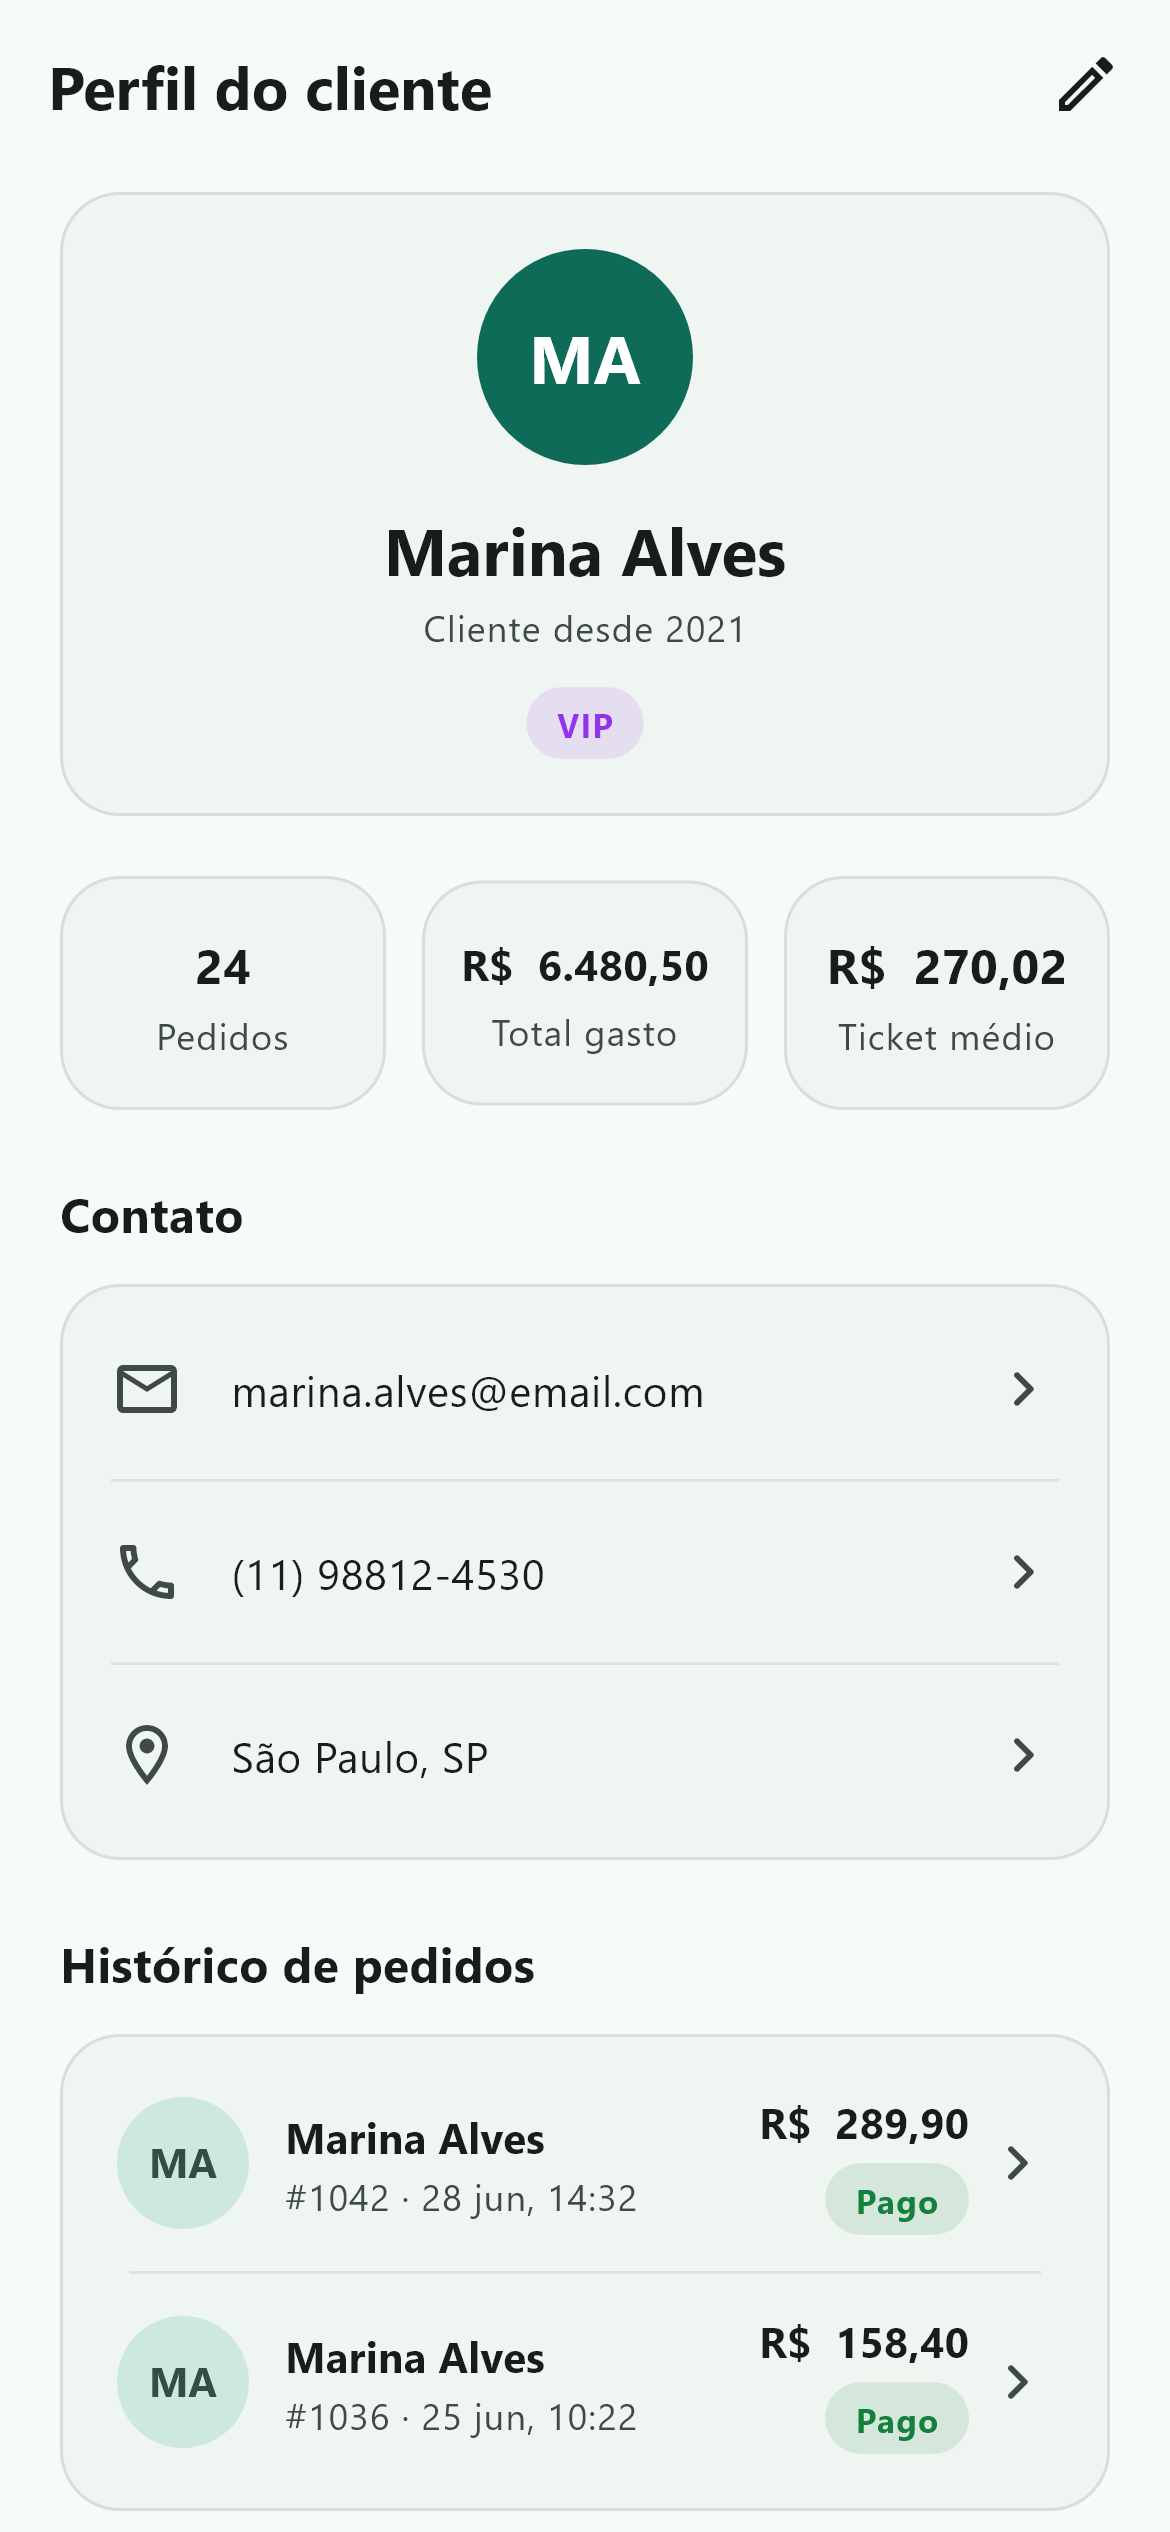 Perfil do cliente
MA
Marina Alves
Cliente desde 2021
VIP
24
Pedidos
R$ 6.480,50
Total gasto
R$ 270,02
Ticket médio
Contato
marina.alves@email.com
(11) 98812-4530
São Paulo, SP
Histórico de pedidos
MA
Marina Alves
#1042 · 28 jun, 14:32
R$ 289,90
Pago
MA
Marina Alves
#1036 · 25 jun, 10:22
R$ 158,40
Pago